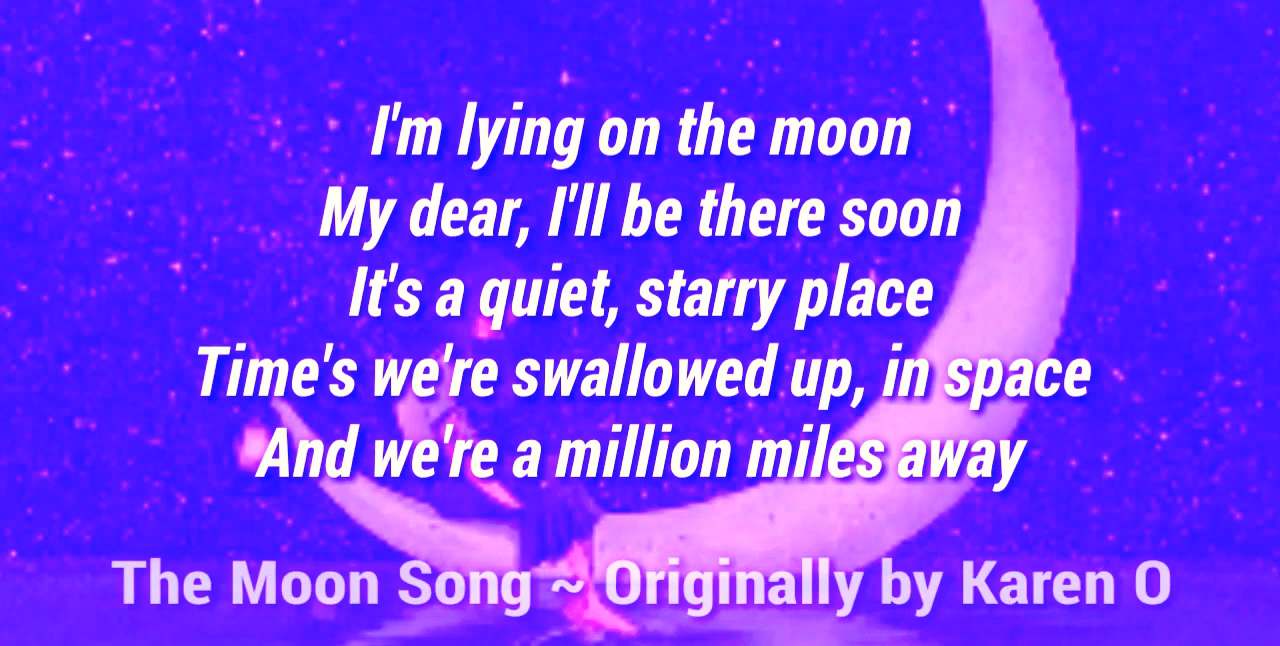 I'm lying on the moon
My dear, I'll be there soon
It's a quiet, starry place
Time's we're swallowed up, in space
And we're a million miles away
The Moon Song ~ Originally by Karen O